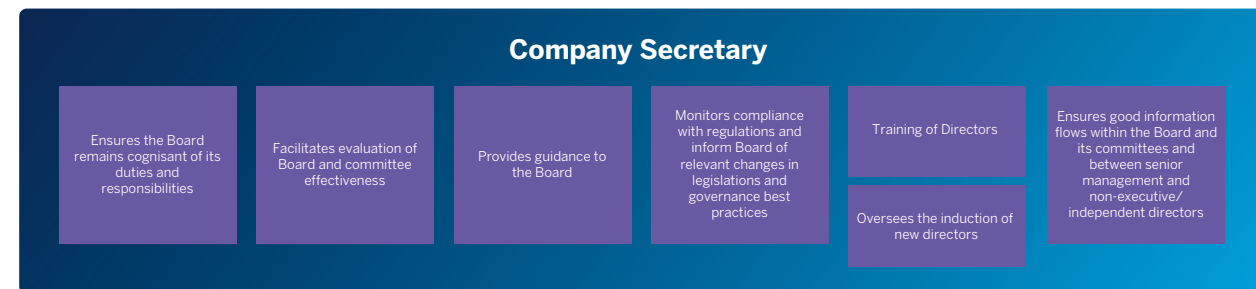 Company Secretary
Ensures the Board
remains cognisant of its
duties and
responsibilities
Facilitates evaluation of
Board and committee
effectiveness
Provides guidance to
the Board
Monitors compliance
with regulations and
inform Board of
relevant changes in
legislations and
governance best
practices
Training of Directors
Oversees the induction of
new directors
Ensures good information
flows within the Board and
its committees and
between senior
management and
non-executive/
independent directors